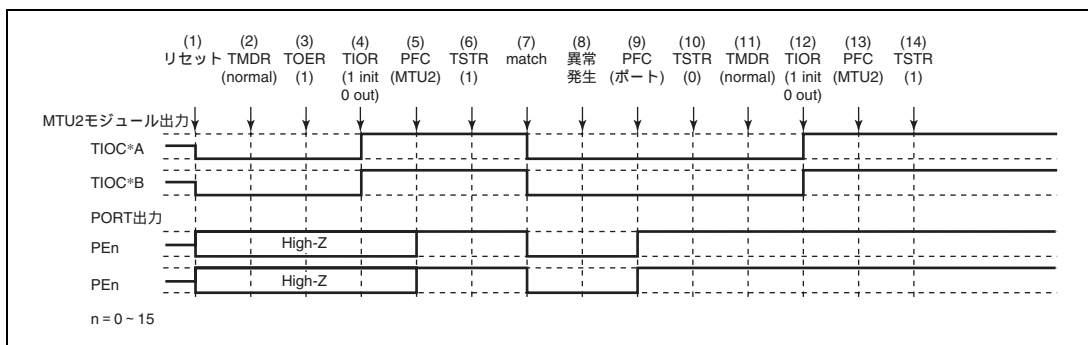 (1) (2) (3) (4) (5) (6) (7) (8) (9) (10) (11) (12) (13) (14)
リセット TMDR TOER TIOR PFC TSTR match 異常 PFC TSTR TMDR TIOR PFC TSTR
(normal) (1) (1 init (MTU2) (1) 発生 (ポート) (0) (normal) (1 init (MTU2) (1)
0 out) 0 out)
MTU2モジュール出力
TIOC*A
TIOC*B
PORT出力
PEn High-Z
PEn High-Z
n = 0 ~ 15